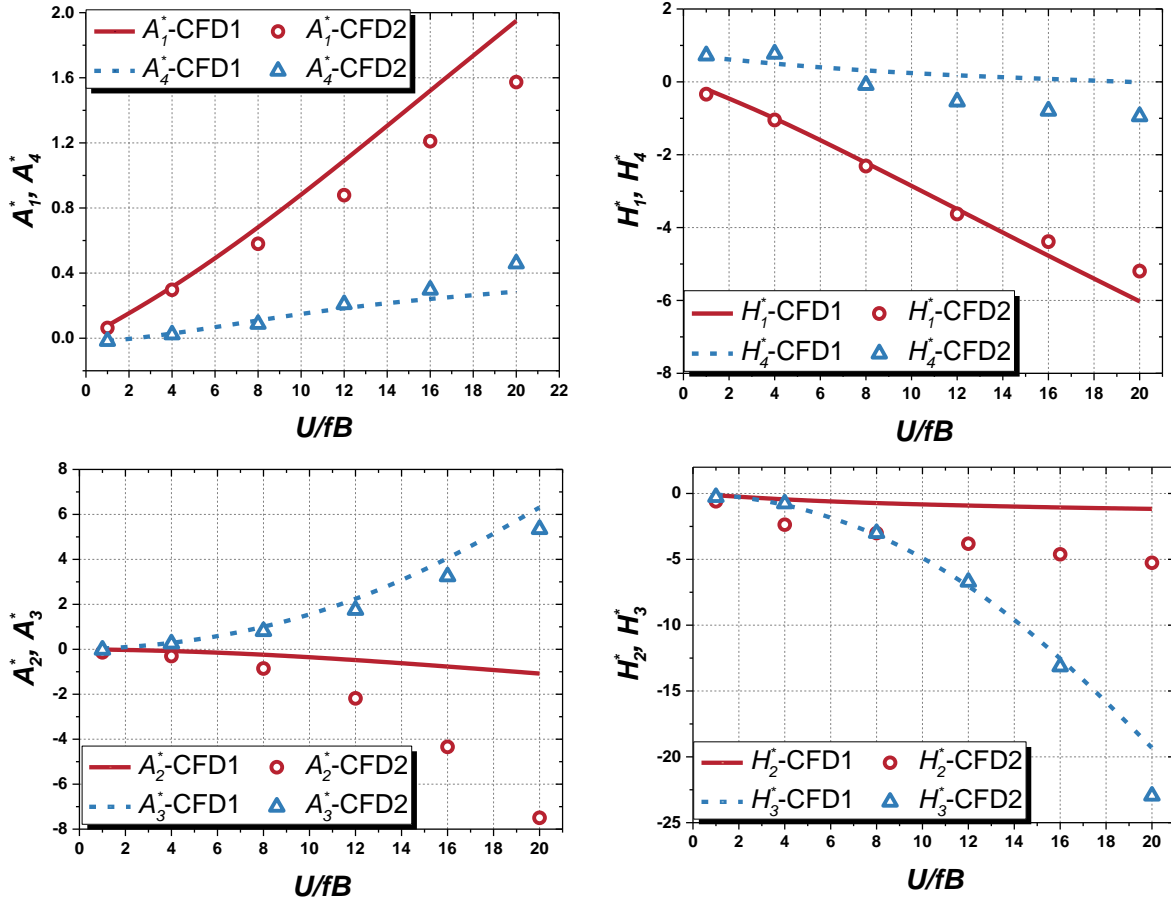 A₁*-CFD1 A₁*-CFD2
A₄*-CFD1 A₄*-CFD2
A₁*, A₄*
2.0
1.6
1.2
0.8
0.4
0.0
0 2 4 6 8 10 12 14 16 18 20 22
U/fB
2
0
-2
-4
-6
-8
H₁*, H₄*
H₁*-CFD1 H₁*-CFD2
H₄*-CFD1 H₄*-CFD2
0 2 4 6 8 10 12 14 16 18 20
U/fB
8
6
4
2
0
-2
-4
-6
-8
A₂*, A₃*
A₂*-CFD1 A₂*-CFD2
A₃*-CFD1 A₃*-CFD2
0 2 4 6 8 10 12 14 16 18 20
U/fB
0
-5
-10
-15
-20
-25
H₂*, H₃*
H₂*-CFD1 H₂*-CFD2
H₃*-CFD1 H₃*-CFD2
0 2 4 6 8 10 12 14 16 18 20
U/fB